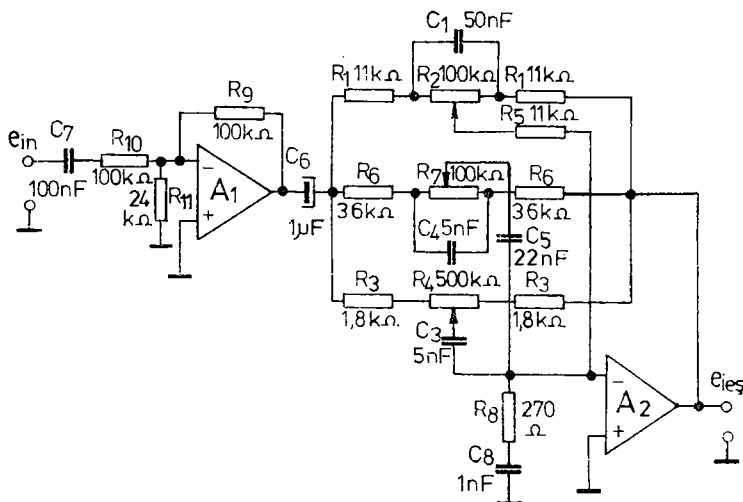 C1 50nF
R1 11kΩ R2 100kΩ R1 11kΩ
R5 11kΩ
R9
100kΩ
ein
C7
100nF
R10
100kΩ
R11
24
kΩ
A1
−
+
C6
1µF
R6
36kΩ
R7 100kΩ
R6
36kΩ
C4 5nF
C5
22nF
R3
1,8kΩ
R4 500kΩ
R3
1,8kΩ
C3
5nF
R8 270
Ω
C8
1nF
A2
−
+
eieş